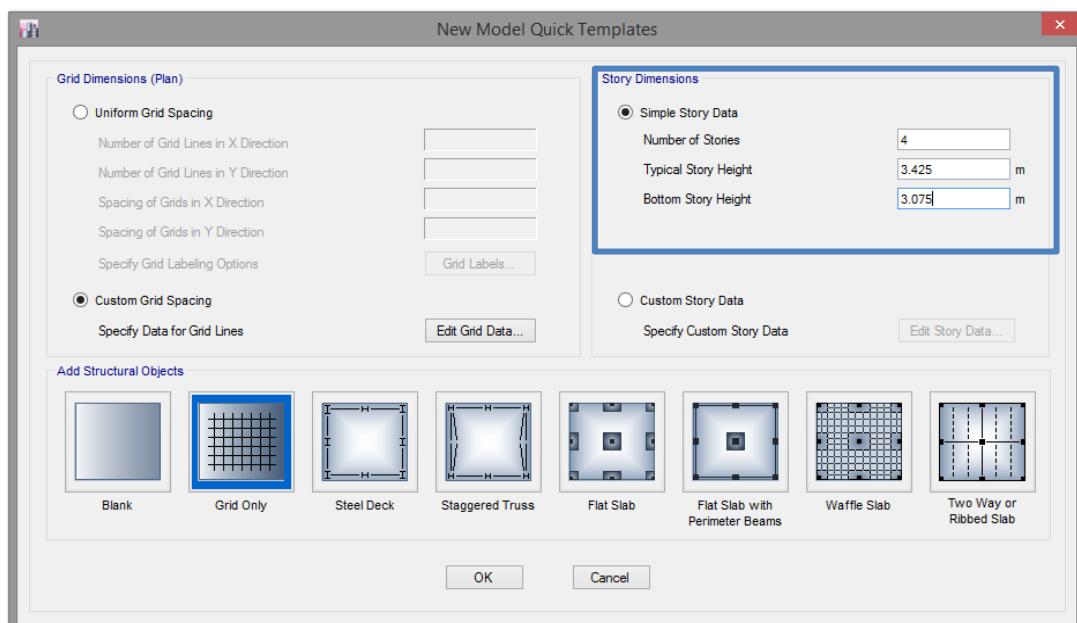 New Model Quick Templates
Grid Dimensions (Plan)
Uniform Grid Spacing
Number of Grid Lines in X Direction
Number of Grid Lines in Y Direction
Spacing of Grids in X Direction
Spacing of Grids in Y Direction
Specify Grid Labeling Options
Grid Labels...
Custom Grid Spacing
Specify Data for Grid Lines
Edit Grid Data...
Story Dimensions
Simple Story Data
Number of Stories
4
Typical Story Height
3.425
m
Bottom Story Height
3.075
m
Custom Story Data
Specify Custom Story Data
Edit Story Data...
Add Structural Objects
Blank
Grid Only
Steel Deck
Staggered Truss
Flat Slab
Flat Slab with
Perimeter Beams
Waffle Slab
Two Way or
Ribbed Slab
OK
Cancel